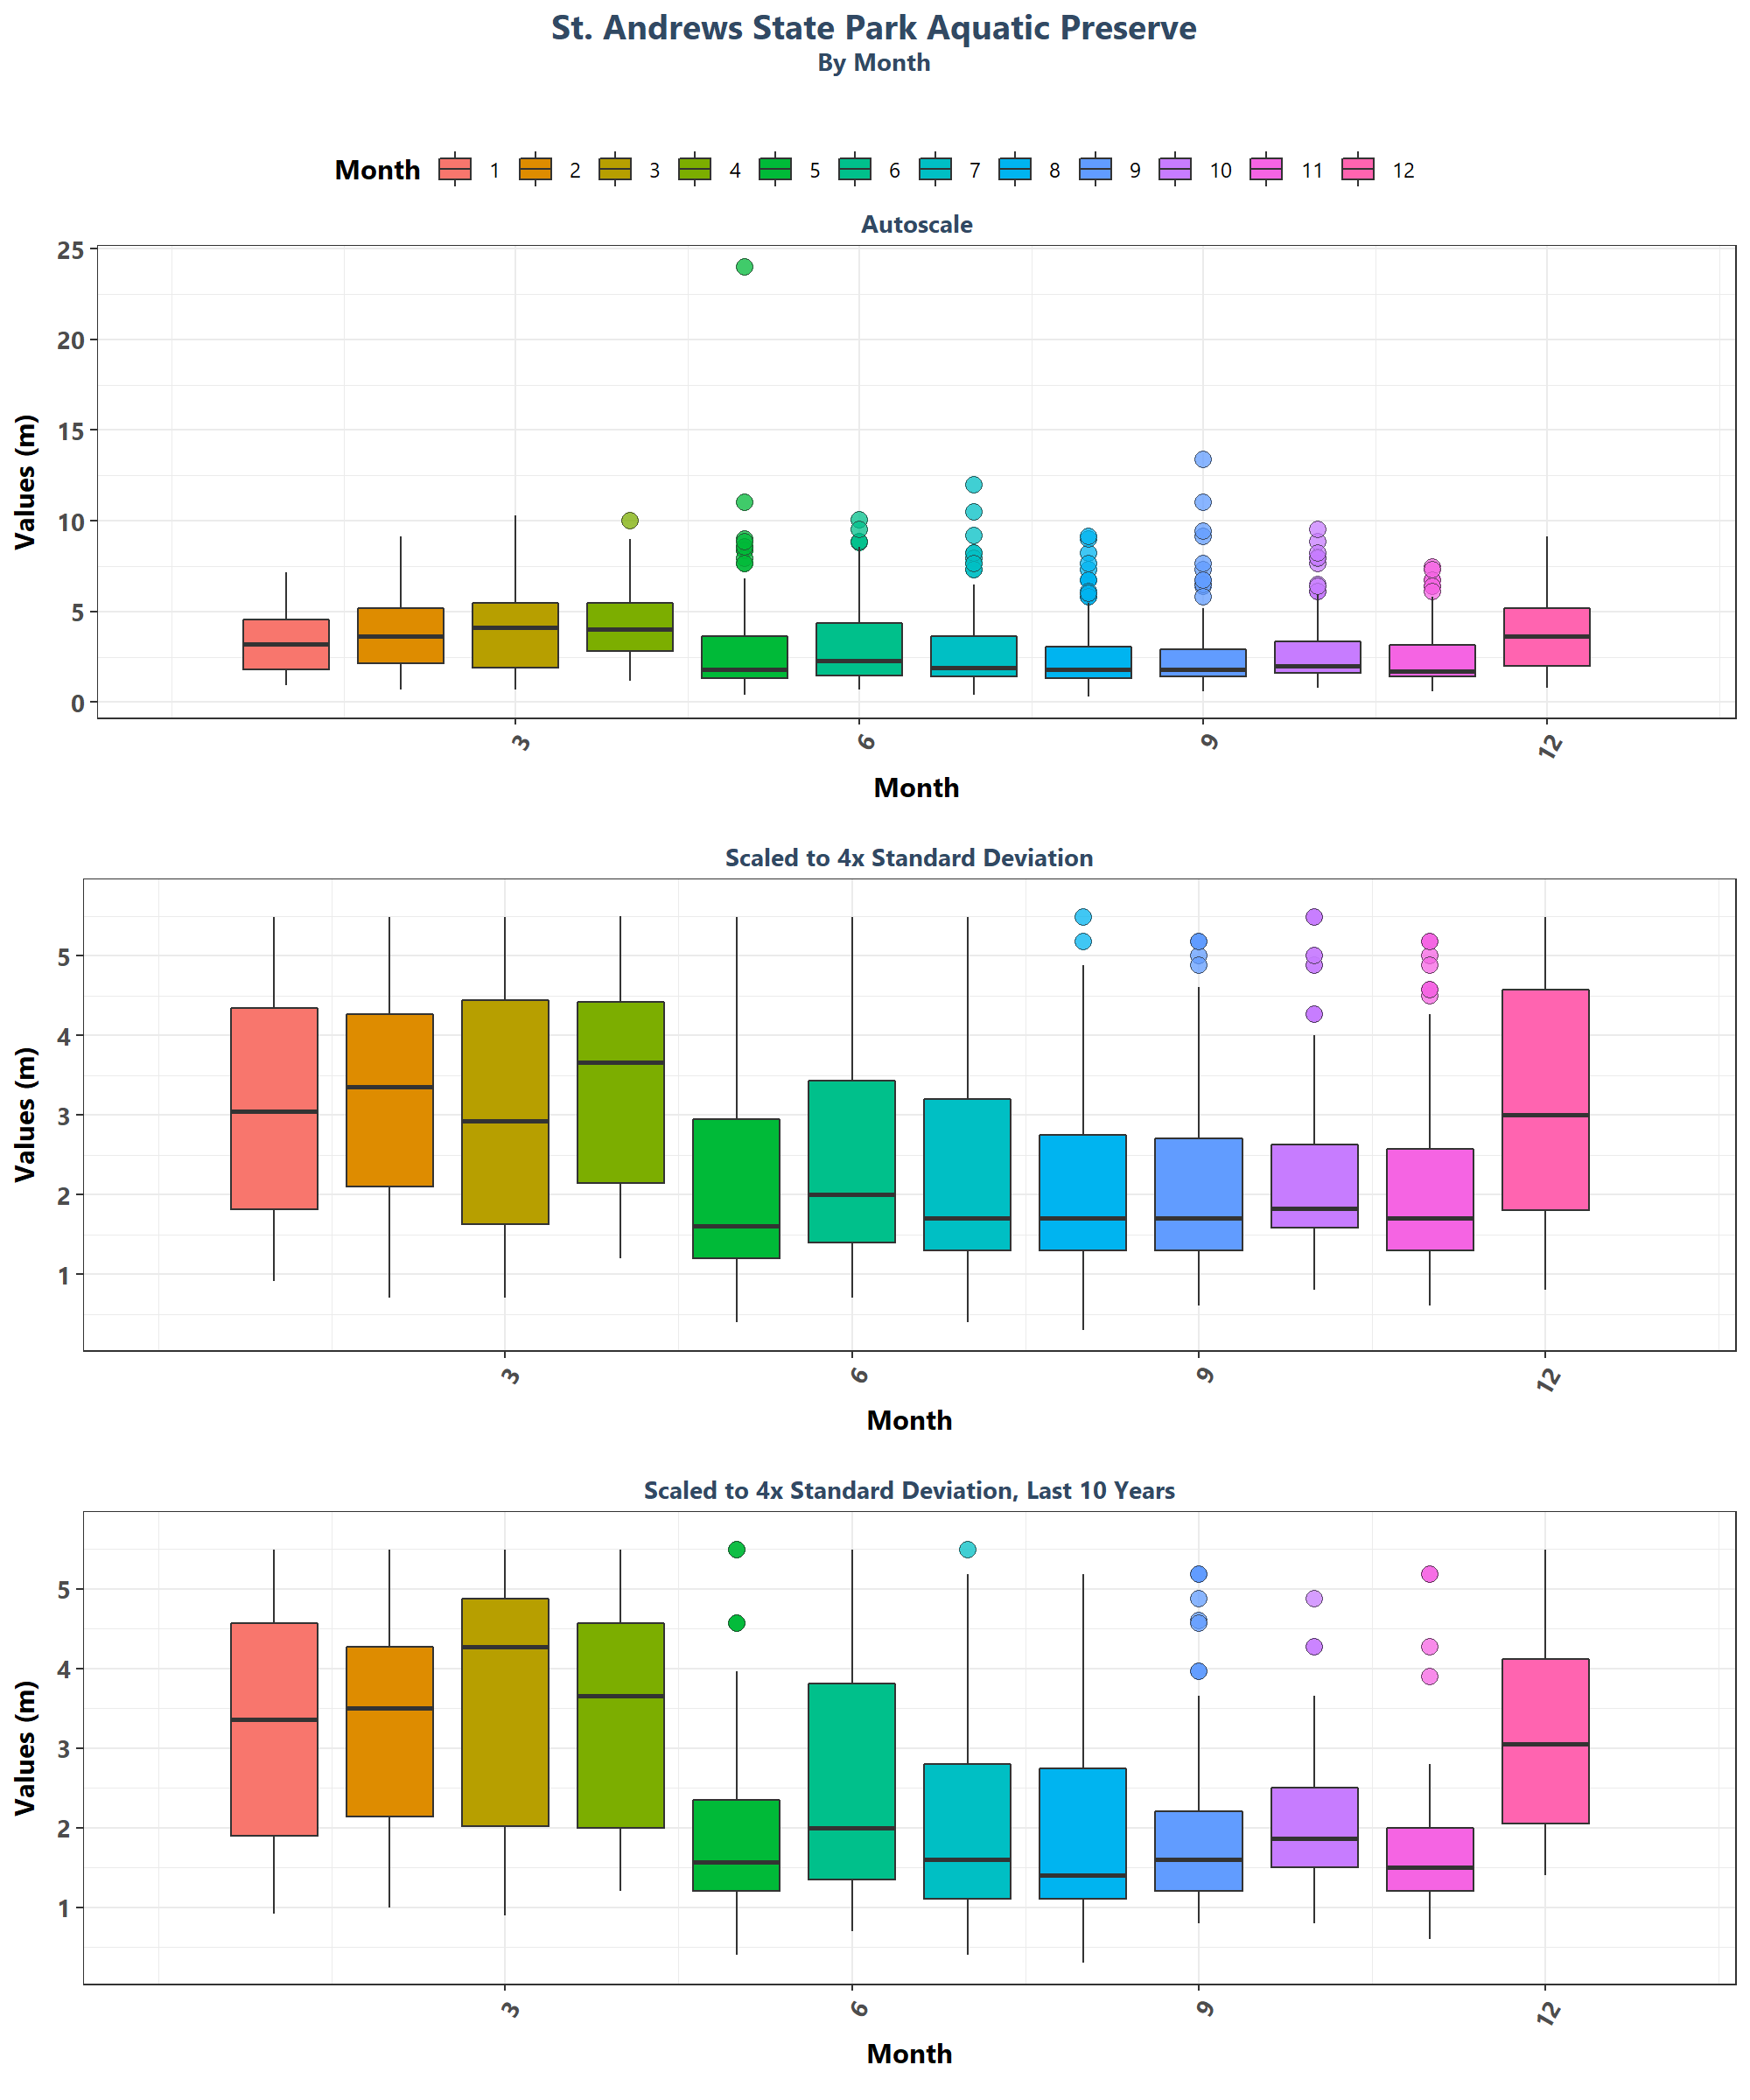 St. Andrews State Park Aquatic Preserve
By Month
Month 1 2 3 4 5 6 7 8 9 10 11 12
Autoscale
Values (m)
25
20
15
10
5
0
3 6 9 12
Month
Scaled to 4x Standard Deviation
Values (m)
5
4
3
2
1
3 6 9 12
Month
Scaled to 4x Standard Deviation, Last 10 Years
Values (m)
5
4
3
2
1
3 6 9 12
Month